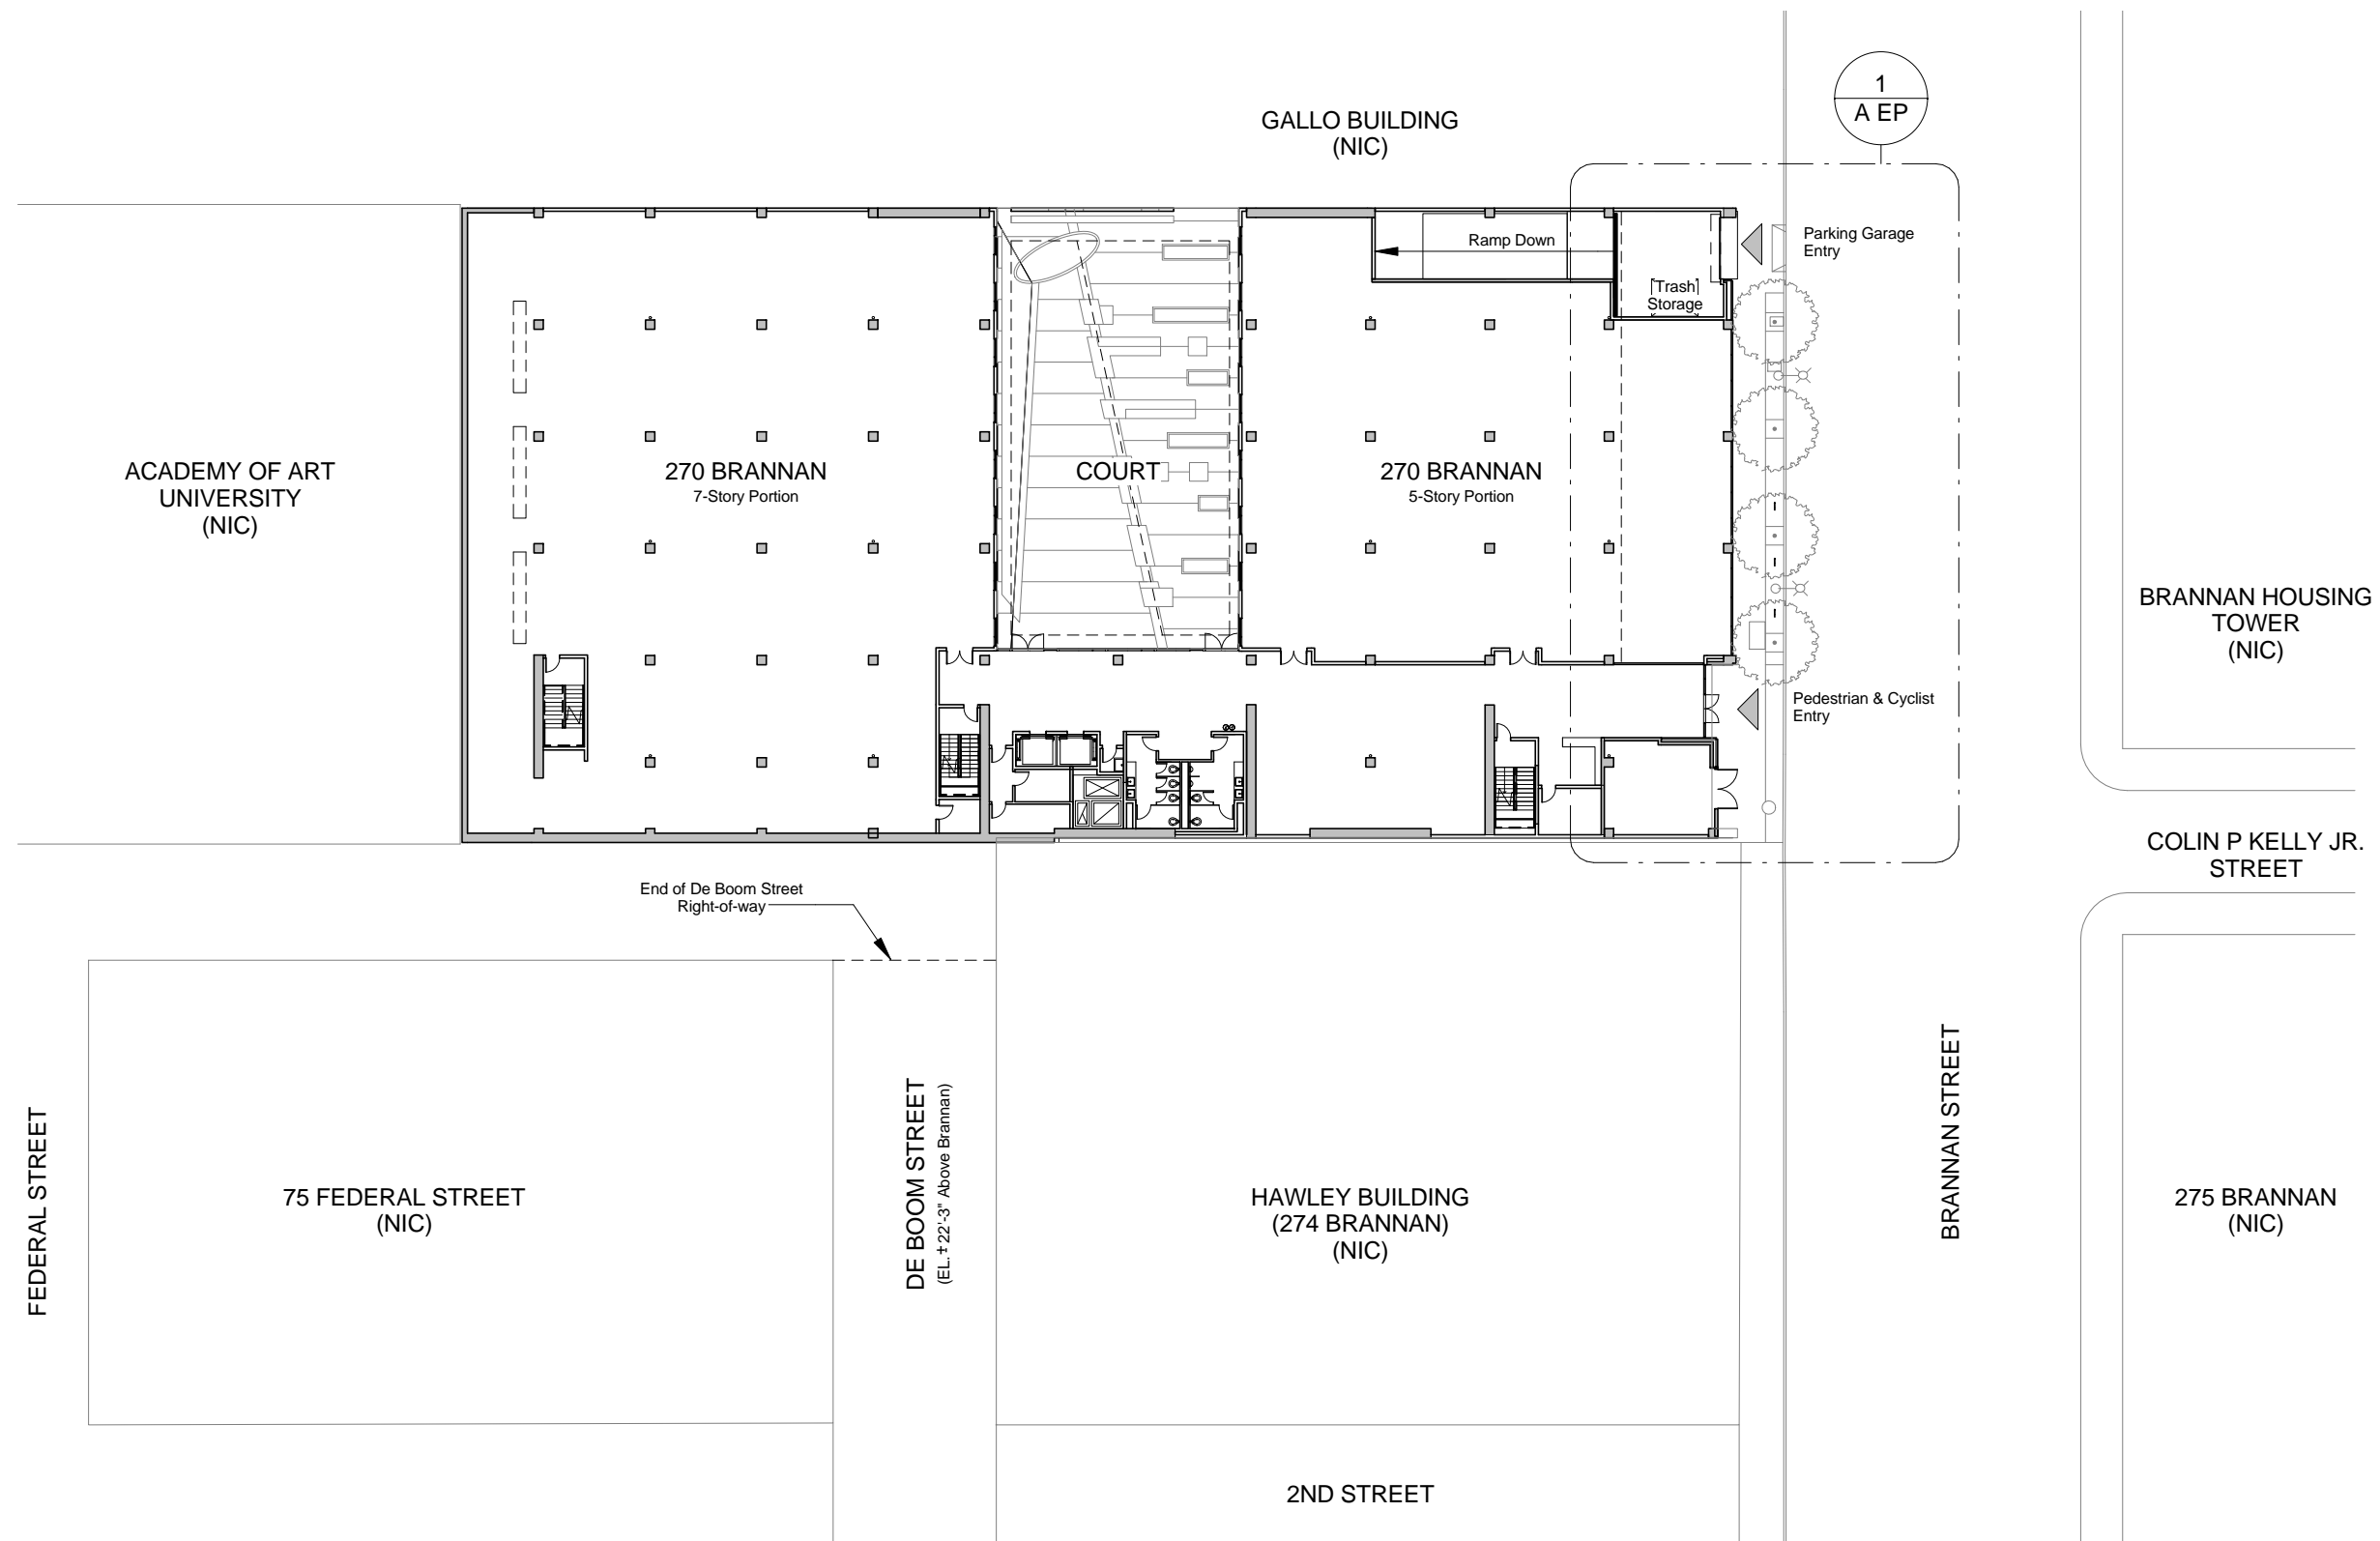 1
A EP
GALLO BUILDING
(NIC)
Parking Garage
Entry
Ramp Down
Trash
Storage
ACADEMY OF ART
UNIVERSITY
(NIC)
270 BRANNAN
7-Story Portion
COURT
270 BRANNAN
5-Story Portion
BRANNAN HOUSING
TOWER
(NIC)
Pedestrian & Cyclist
Entry
COLIN P KELLY JR.
STREET
End of De Boom Street
Right-of-way
FEDERAL STREET
75 FEDERAL STREET
(NIC)
DE BOOM STREET
(EL. ± 22'-3" Above Brannan)
HAWLEY BUILDING
(274 BRANNAN)
(NIC)
BRANNAN STREET
275 BRANNAN
(NIC)
2ND STREET